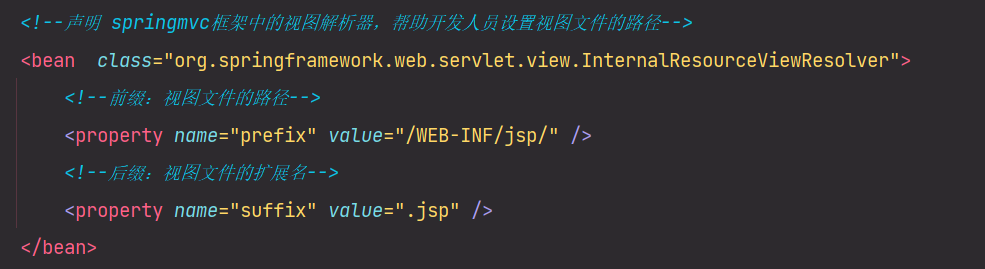 <!--声明 springmvc框架中的视图解析器，帮助开发人员设置视图文件的路径-->
<bean  class="org.springframework.web.servlet.view.InternalResourceViewResolver">
    <!--前缀：视图文件的路径-->
    <property name="prefix" value="/WEB-INF/jsp/" />
    <!--后缀：视图文件的扩展名-->
    <property name="suffix" value=".jsp" />
</bean>